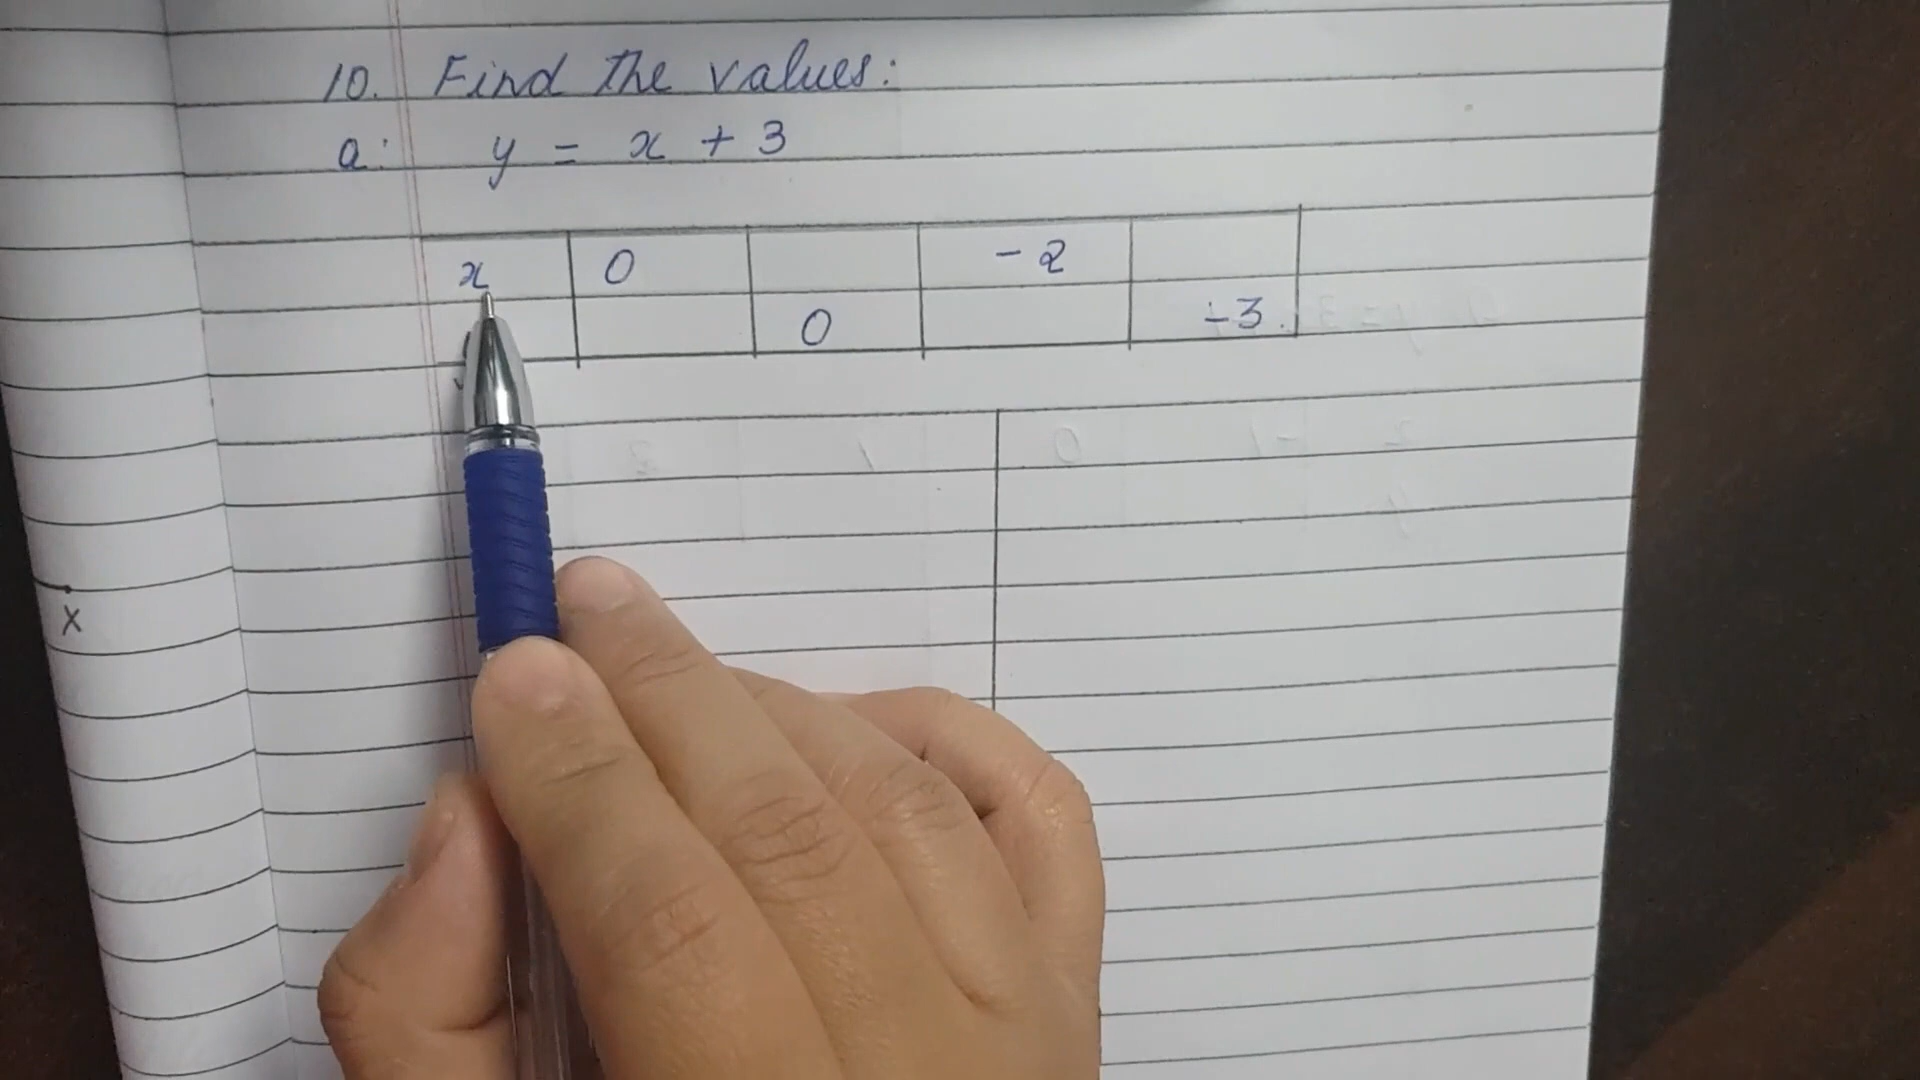 10. Find the values:
a: y = x + 3
x 0 -2
0 -3.
X